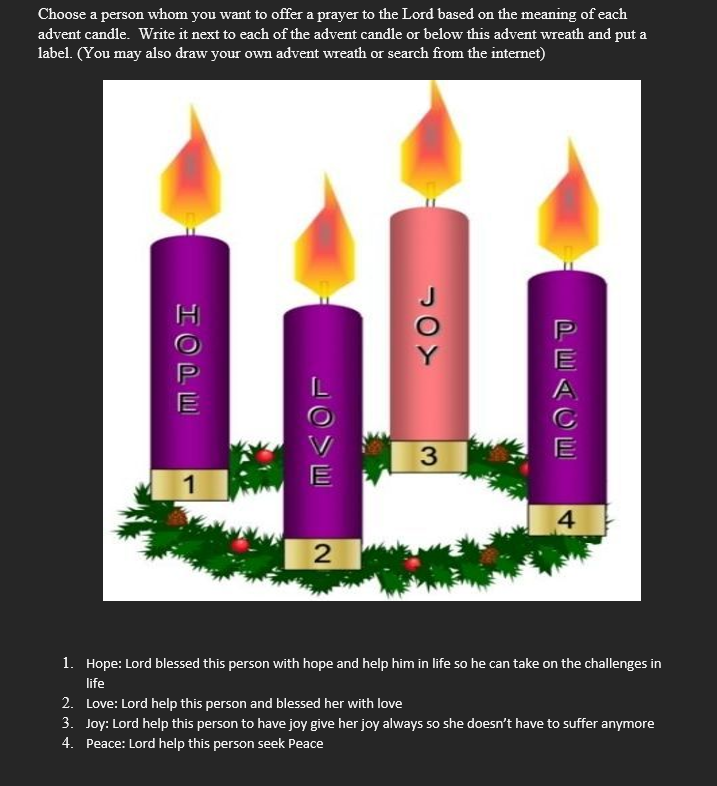 Choose a person whom you want to offer a prayer to the Lord based on the meaning of each
advent candle. Write it next to each of the advent candle or below this advent wreath and put a
label. (You may also draw your own advent wreath or search from the internet)
HOPE
1
LOVE
2
JOY
3
PEACE
4
1. Hope: Lord blessed this person with hope and help him in life so he can take on the challenges in
life
2. Love: Lord help this person and blessed her with love
3. Joy: Lord help this person to have joy give her joy always so she doesn’t have to suffer anymore
4. Peace: Lord help this person seek Peace